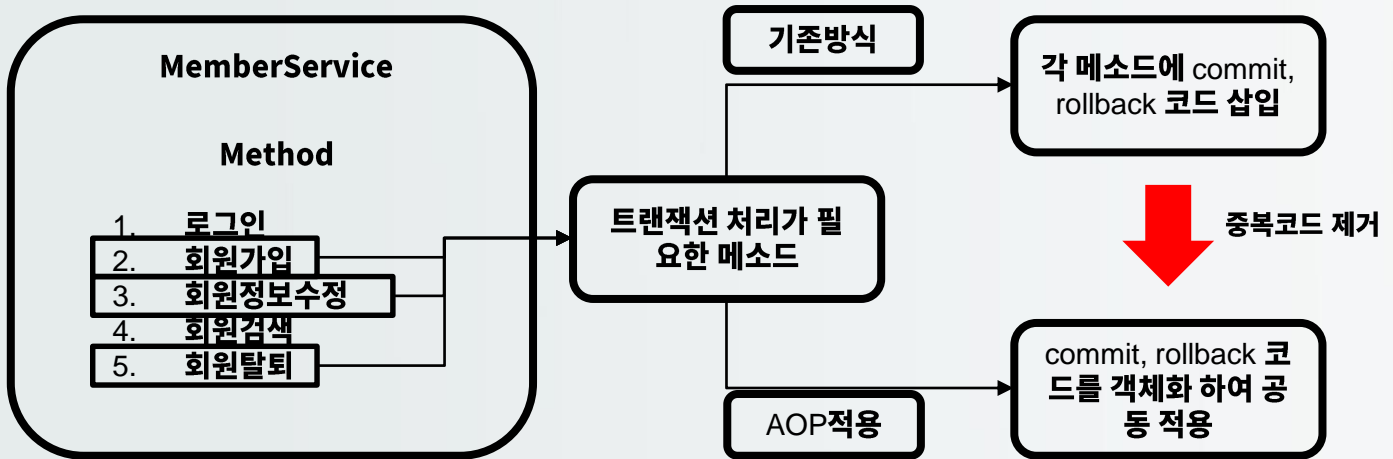 MemberService
Method
1. 로그인
2. 회원가입
3. 회원정보수정
4. 회원검색
5. 회원탈퇴
트랜잭션 처리가 필
요한 메소드
기존방식
각 메소드에 commit,
rollback 코드 삽입
중복코드 제거
AOP적용
commit, rollback 코
드를 객체화 하여 공
동 적용